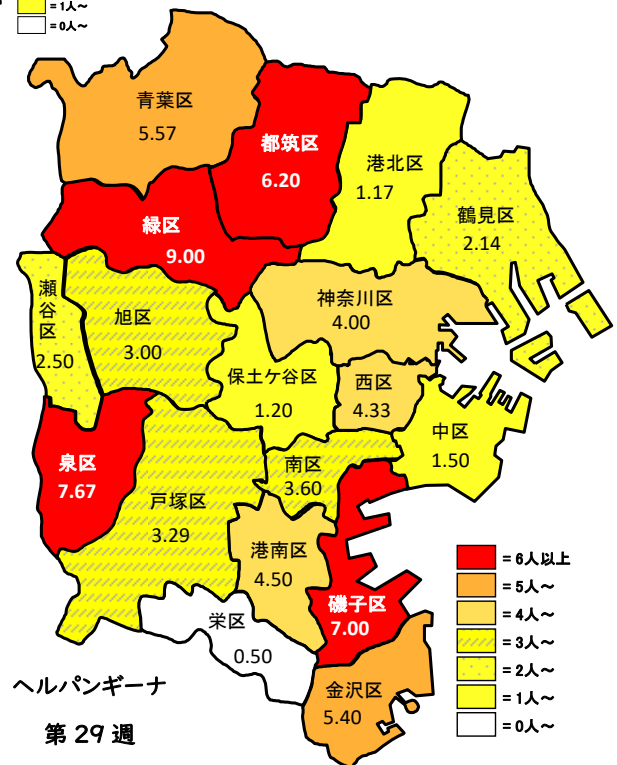 = 1人～
= 0人～
青葉区
5.57
都筑区
6.20
港北区
1.17
鶴見区
2.14
緑区
9.00
瀬谷区
2.50
旭区
3.00
神奈川区
4.00
保土ケ谷区
1.20
西区
4.33
中区
1.50
泉区
7.67
戸塚区
3.29
南区
3.60
港南区
4.50
磯子区
7.00
栄区
0.50
金沢区
5.40
= 6人以上
= 5人～
= 4人～
= 3人～
= 2人～
= 1人～
= 0人～
ヘルパンギーナ
第 29 週